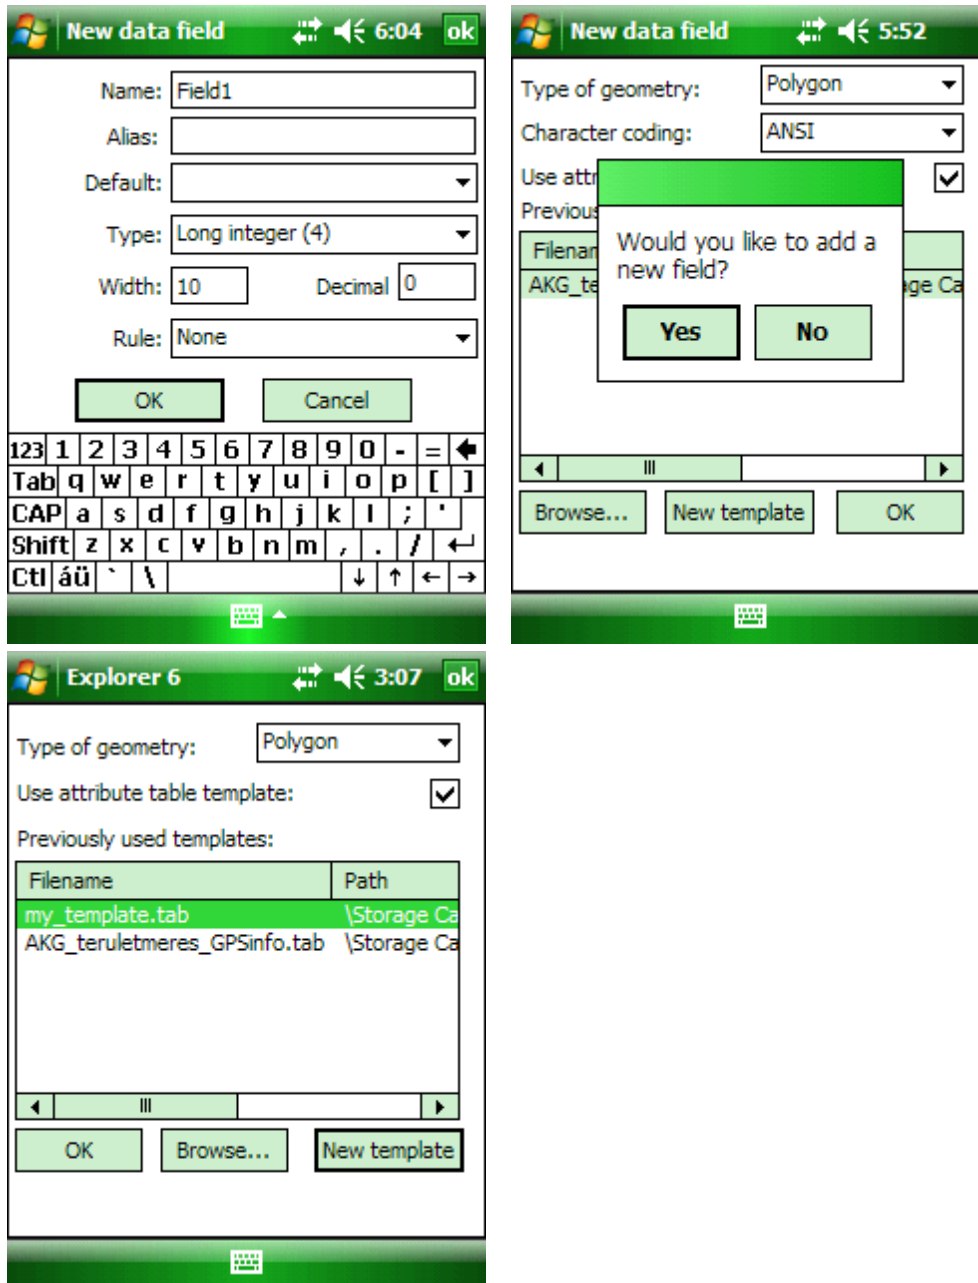 New data field 6:04 ok
Name: Field1
Alias:
Default:
Type: Long integer (4)
Width: 10 Decimal 0
Rule: None
OK Cancel
123 1 2 3 4 5 6 7 8 9 0 - =
Tab q w e r t y u i o p [ ]
CAP a s d f g h j k l ; '
Shift z x c v b n m , . /
Ctl áü ` \ ↓ ↑ ← →
New data field 5:52
Type of geometry: Polygon
Character coding: ANSI
Use attr
Previous
Filenam
AKG_te age Ca
Would you like to add a
new field?
Yes No
Browse... New template OK
Explorer 6 3:07 ok
Type of geometry: Polygon
Use attribute table template:
Previously used templates:
Filename Path
my_template.tab \Storage Ca
AKG_teruletmeres_GPSinfo.tab \Storage Ca
OK Browse... New template